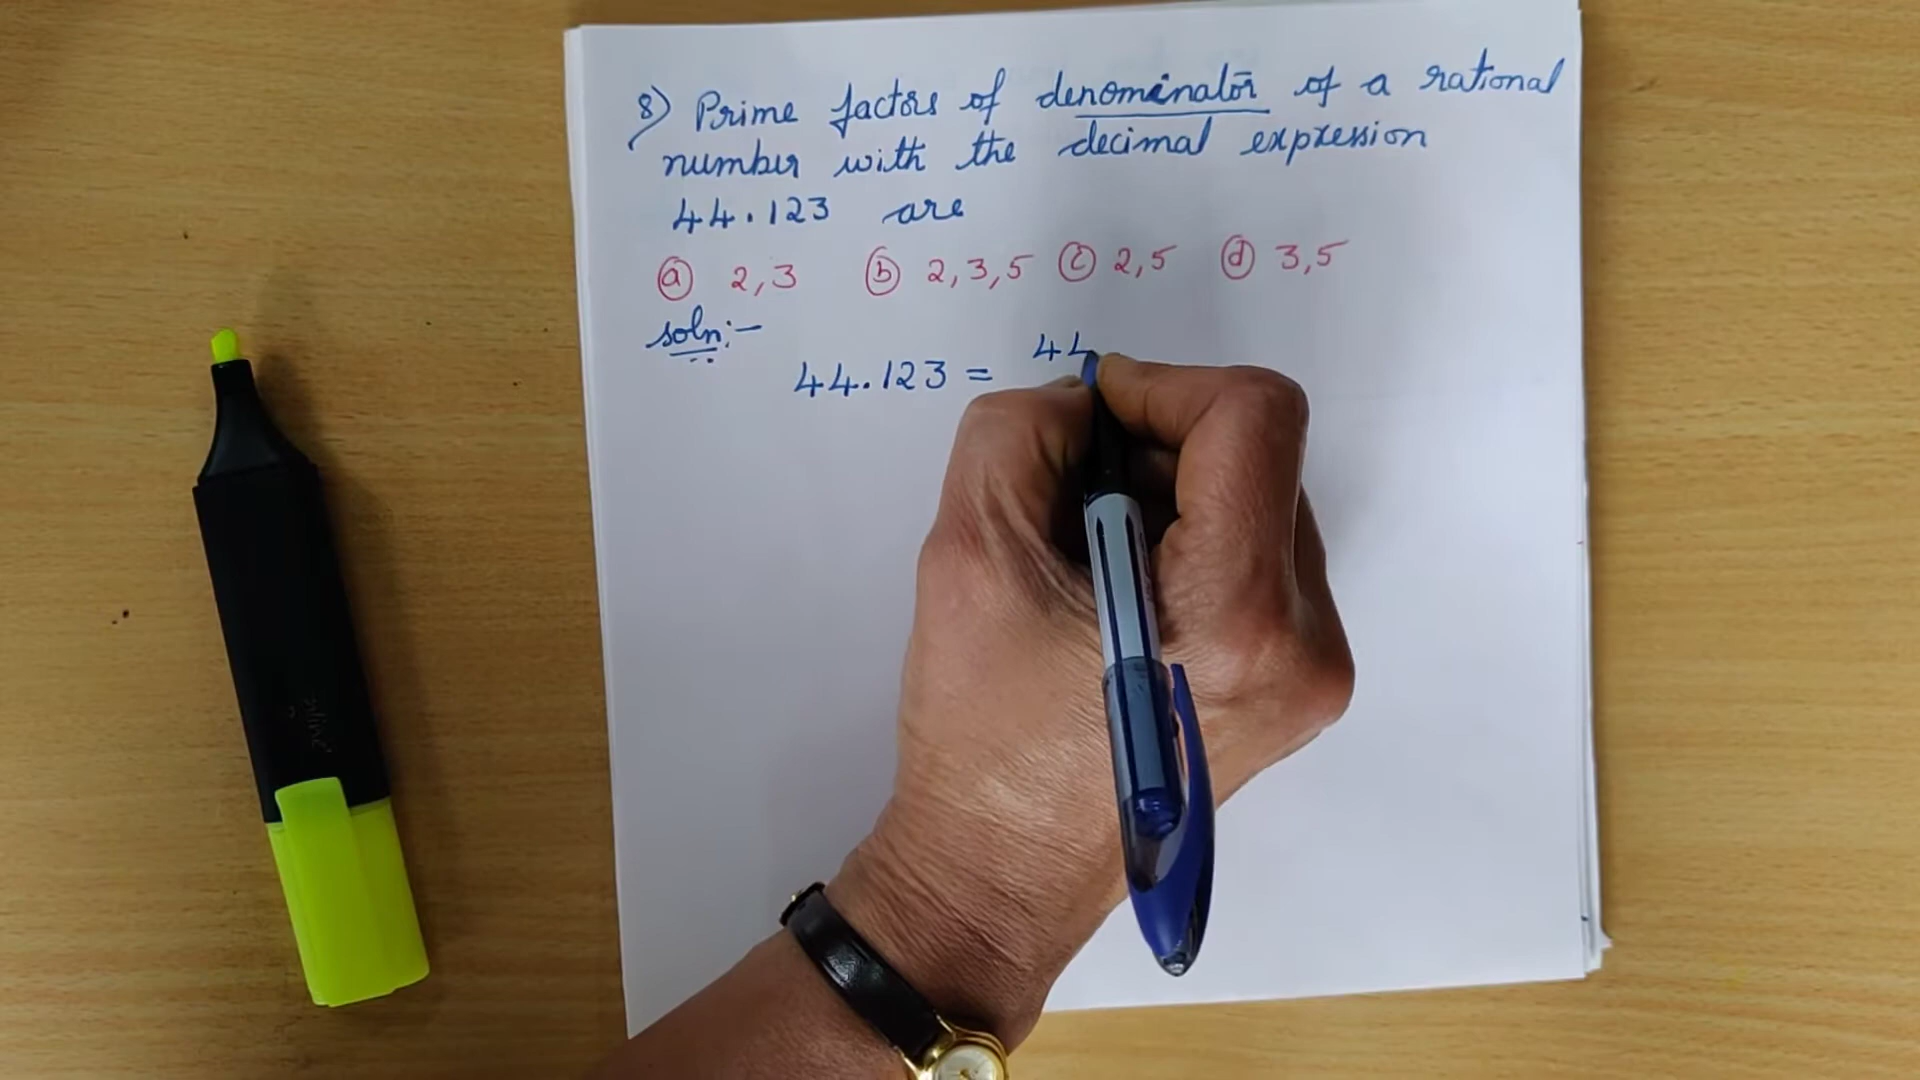 8) Prime factors of denominator of a rational
number with the decimal expression
44.123 are
ⓐ 2,3 ⓑ 2,3,5 ⓒ 2,5 ⓓ 3,5
soln:-
44.123 = 44